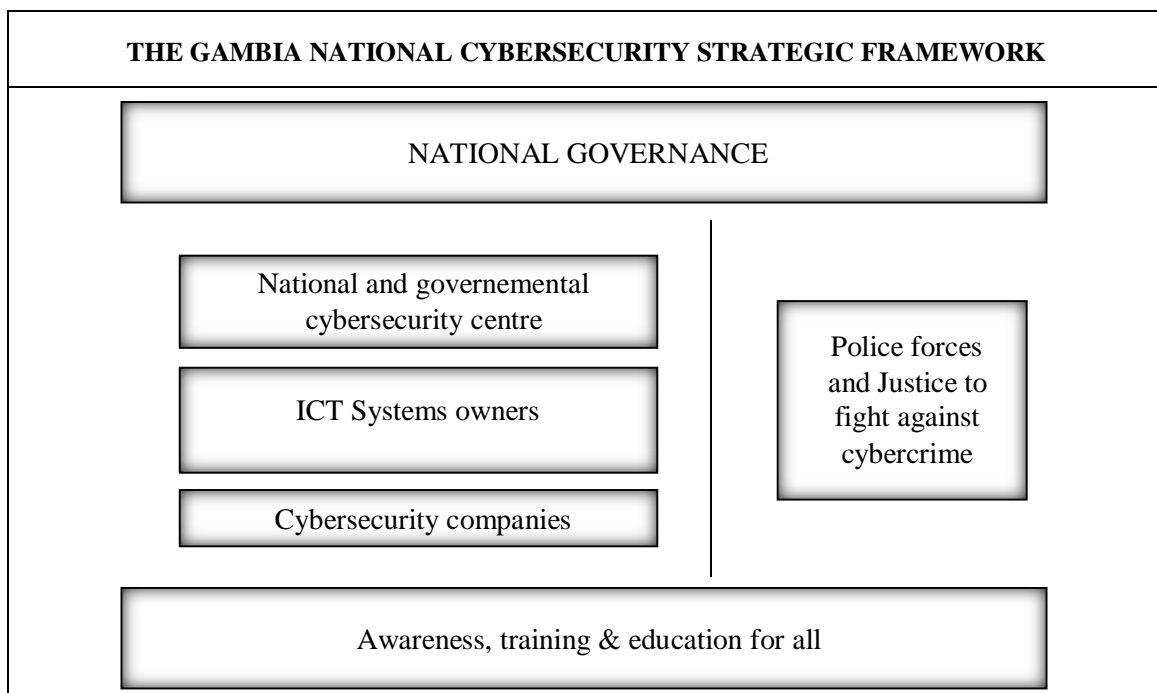 THE GAMBIA NATIONAL CYBERSECURITY STRATEGIC FRAMEWORK
NATIONAL GOVERNANCE
National and governemental
cybersecurity centre
ICT Systems owners
Cybersecurity companies
Police forces
and Justice to
fight against
cybercrime
Awareness, training & education for all